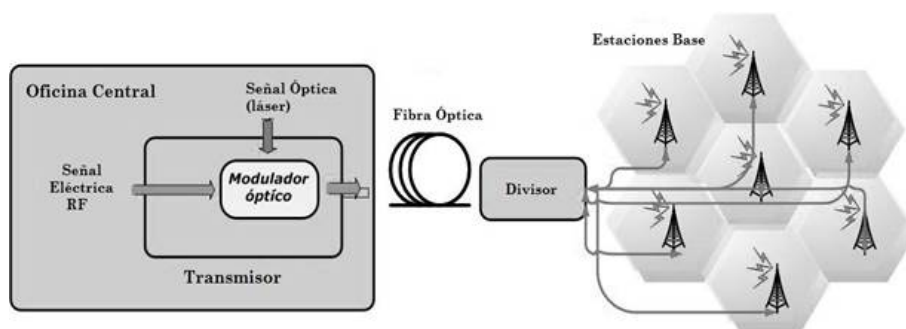 Estaciones Base
Oficina Central
Señal Óptica
(láser)
Fibra Óptica
Señal
Eléctrica
RF
Modulador
óptico
Divisor
Transmisor